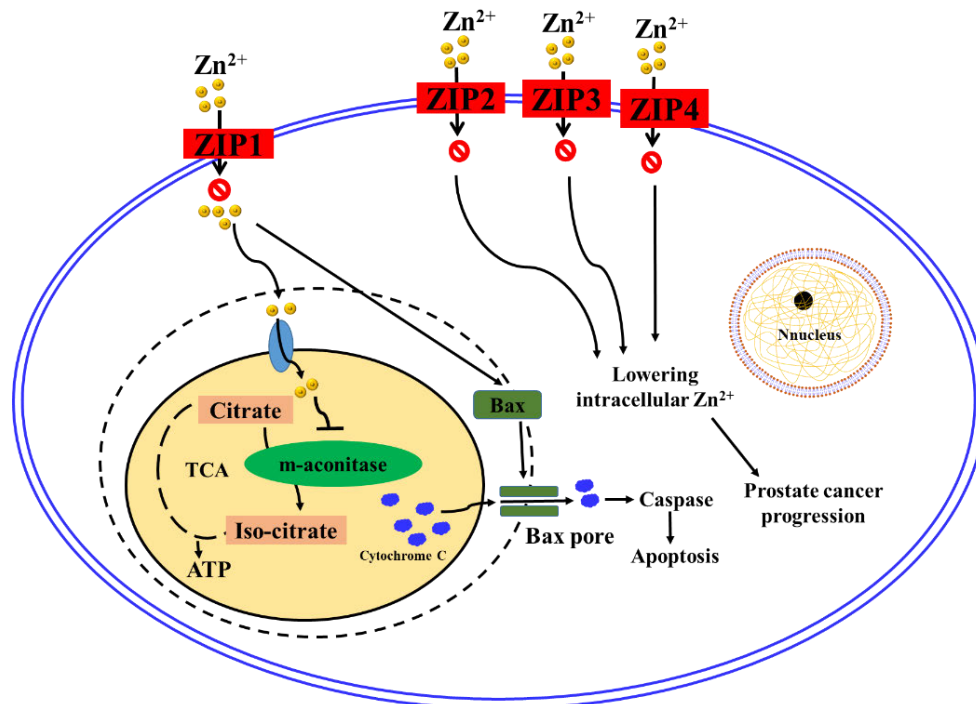 Zn²⁺
Zn²⁺
Zn²⁺
Zn²⁺
ZIP1
ZIP2
ZIP3
ZIP4
Nnucleus
Lowering
intracellular Zn²⁺
Prostate cancer
progression
Citrate
TCA
m-aconitase
Iso-citrate
ATP
Cytochrome C
Bax
Bax pore
Caspase
Apoptosis